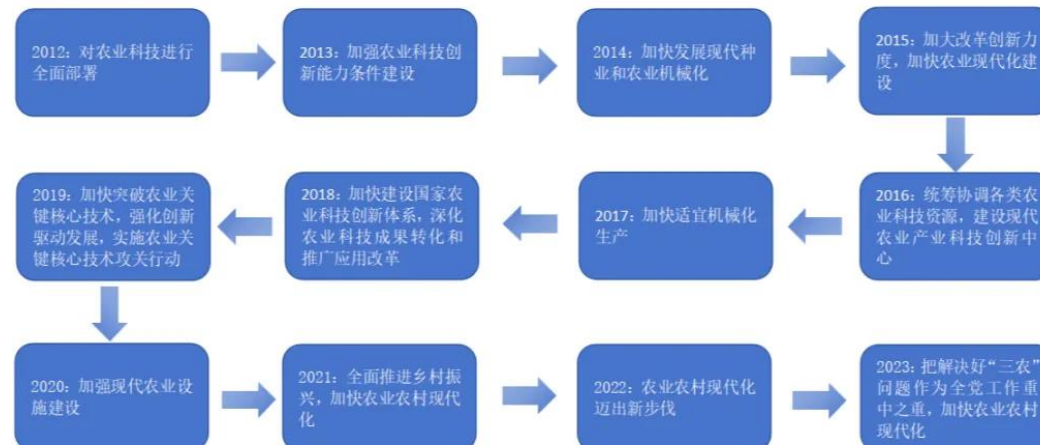 2012：对农业科技进行
全面部署
2013：加强农业科技创
新能力条件建设
2014：加快发展现代种
业和农业机械化
2015：加大改革创新力
度，加快农业现代化建
设
2016：统筹协调各类农
业科技资源，建设现代
农业产业科技创新中
心
2017：加快适宜机械化
生产
2018：加快建设国家农
业科技创新体系，深化
农业科技成果转化和
推广应用改革
2019：加快突破农业关
键核心技术，强化创新
驱动发展，实施农业关
键核心技术攻关行动
2020：加强现代农业设
施建设
2021：全面推进乡村振
兴，加快农业农村现代
化
2022：农业农村现代化
迈出新步伐
2023：把解决好“三农”
问题作为全党工作重
中之重，加快农业农村
现代化